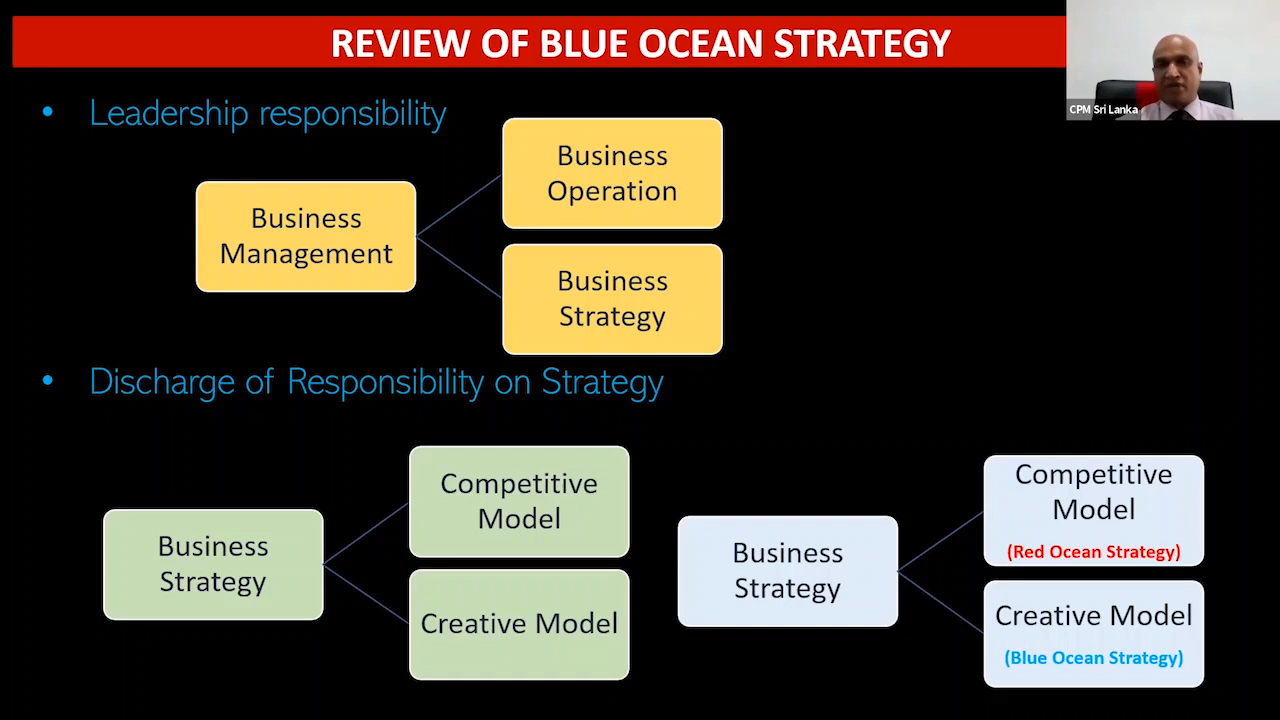 REVIEW OF BLUE OCEAN STRATEGY
CPM Sri Lanka
• Leadership responsibility
Business
Management
Business
Operation
Business
Strategy
• Discharge of Responsibility on Strategy
Business
Strategy
Competitive
Model
Creative Model
Business
Strategy
Competitive
Model
(Red Ocean Strategy)
Creative Model
(Blue Ocean Strategy)